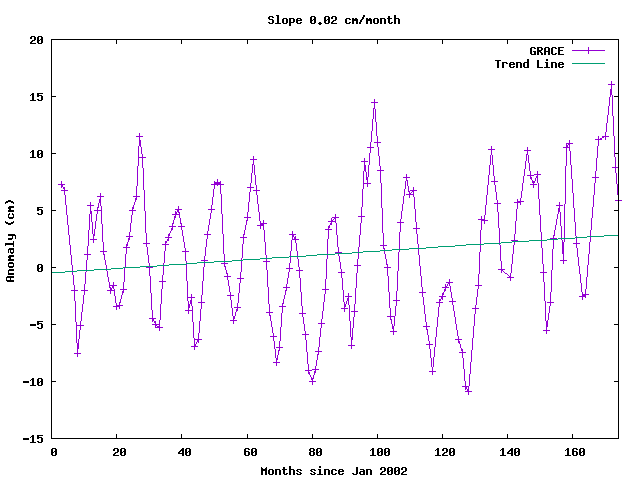 Slope 0.02 cm/month
GRACE
Trend Line
20
15
10
5
0
-5
-10
-15
Anomaly (cm)
0 20 40 60 80 100 120 140 160
Months since Jan 2002